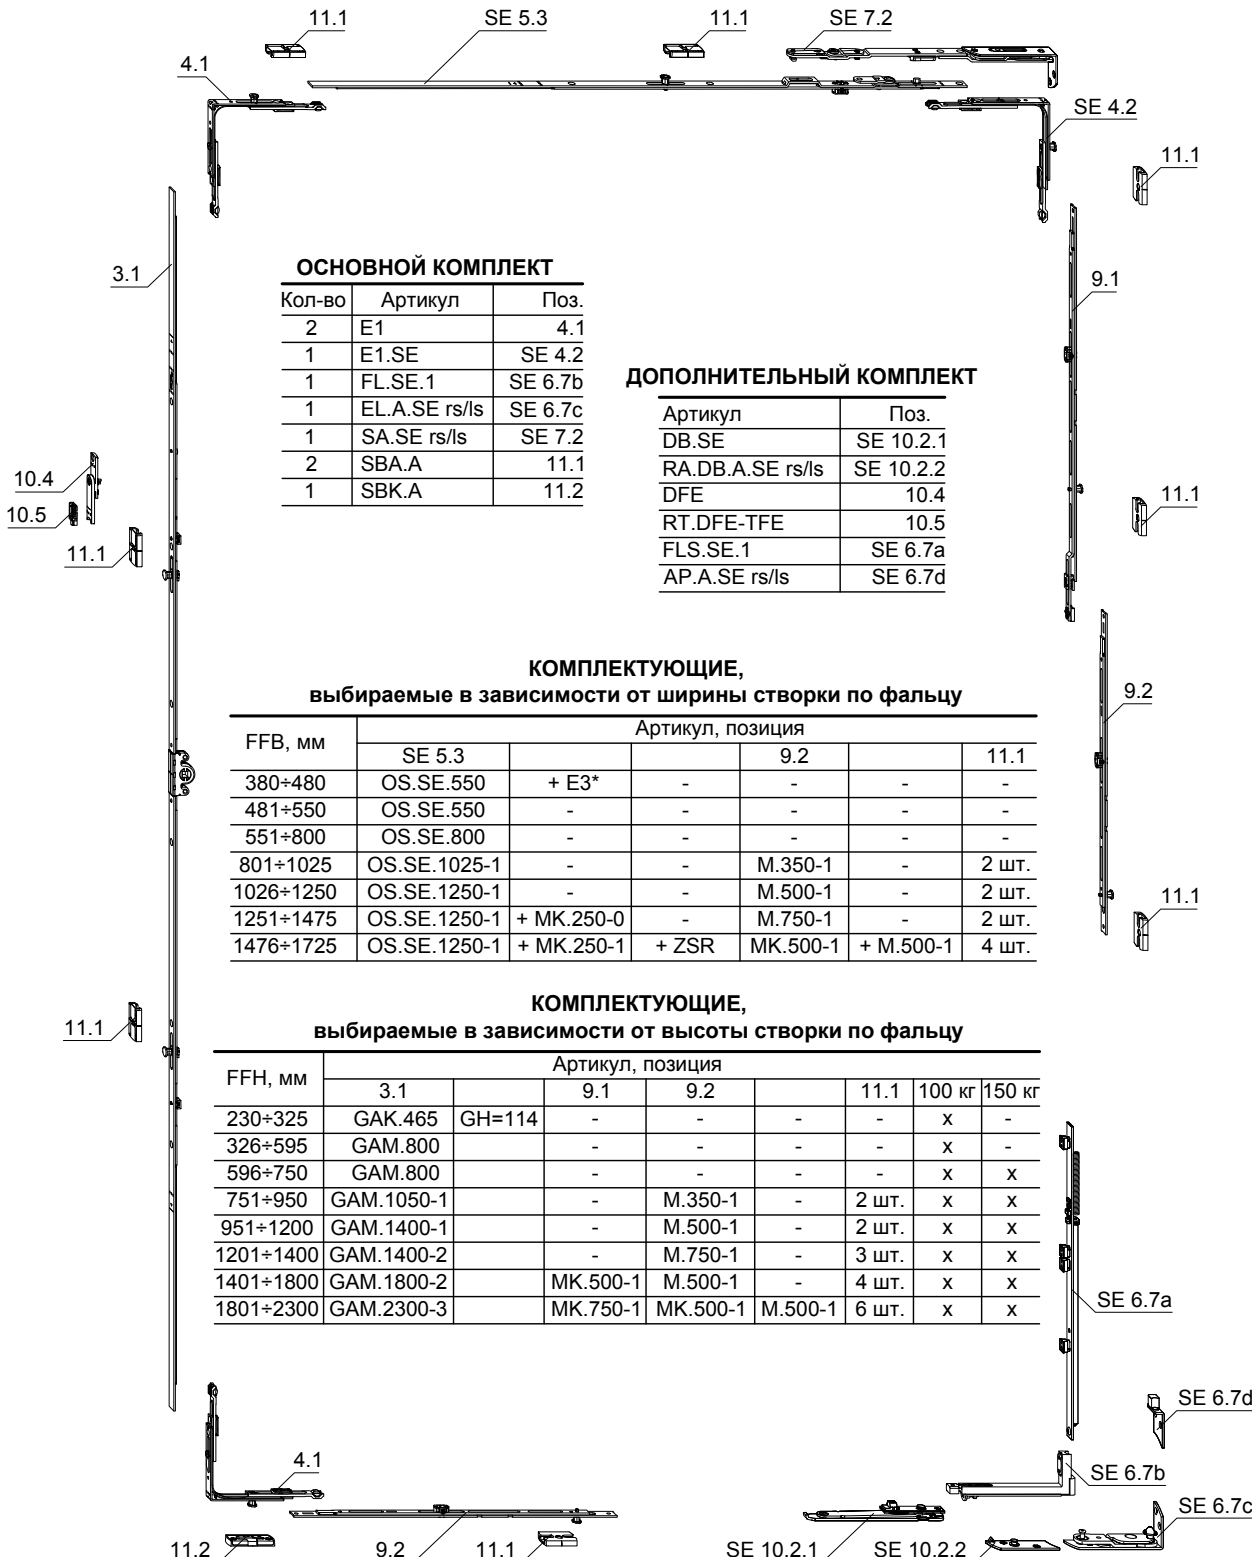 11.1 SE 5.3 11.1 SE 7.2
4.1
SE 4.2
11.1
3.1
9.1
ОСНОВНОЙ КОМПЛЕКТ
Кол-во Артикул Поз.
2 E1 4.1
1 E1.SE SE 4.2
1 FL.SE.1 SE 6.7b
1 EL.A.SE rs/ls SE 6.7c
1 SA.SE rs/ls SE 7.2
2 SBA.A 11.1
1 SBK.A 11.2
ДОПОЛНИТЕЛЬНЫЙ КОМПЛЕКТ
Артикул Поз.
DB.SE SE 10.2.1
RA.DB.A.SE rs/ls SE 10.2.2
DFE 10.4
RT.DFE-TFE 10.5
FLS.SE.1 SE 6.7a
AP.A.SE rs/ls SE 6.7d
10.4
10.5
11.1
11.1
КОМПЛЕКТУЮЩИЕ,
выбираемые в зависимости от ширины створки по фальцу
FFB, мм Артикул, позиция
SE 5.3 9.2 11.1
380÷480 OS.SE.550 + E3* - - - -
481÷550 OS.SE.550 - - - - -
551÷800 OS.SE.800 - - - - -
801÷1025 OS.SE.1025-1 - - M.350-1 - 2 шт.
1026÷1250 OS.SE.1250-1 - - M.500-1 - 2 шт.
1251÷1475 OS.SE.1250-1 + MK.250-0 - M.750-1 - 2 шт.
1476÷1725 OS.SE.1250-1 + MK.250-1 + ZSR MK.500-1 + M.500-1 4 шт.
9.2
11.1
11.1
КОМПЛЕКТУЮЩИЕ,
выбираемые в зависимости от высоты створки по фальцу
FFH, мм Артикул, позиция
3.1 9.1 9.2 11.1 100 кг 150 кг
230÷325 GAK.465 GH=114 - - - - x -
326÷595 GAM.800 - - - - x -
596÷750 GAM.800 - - - - x x
751÷950 GAM.1050-1 - M.350-1 - 2 шт. x x
951÷1200 GAM.1400-1 - M.500-1 - 2 шт. x x
1201÷1400 GAM.1400-2 - M.750-1 - 3 шт. x x
1401÷1800 GAM.1800-2 MK.500-1 M.500-1 - 4 шт. x x
1801÷2300 GAM.2300-3 MK.750-1 MK.500-1 M.500-1 6 шт. x x
SE 6.7a
SE 6.7d
4.1
SE 6.7b
SE 6.7c
11.2 9.2 11.1 SE 10.2.1 SE 10.2.2